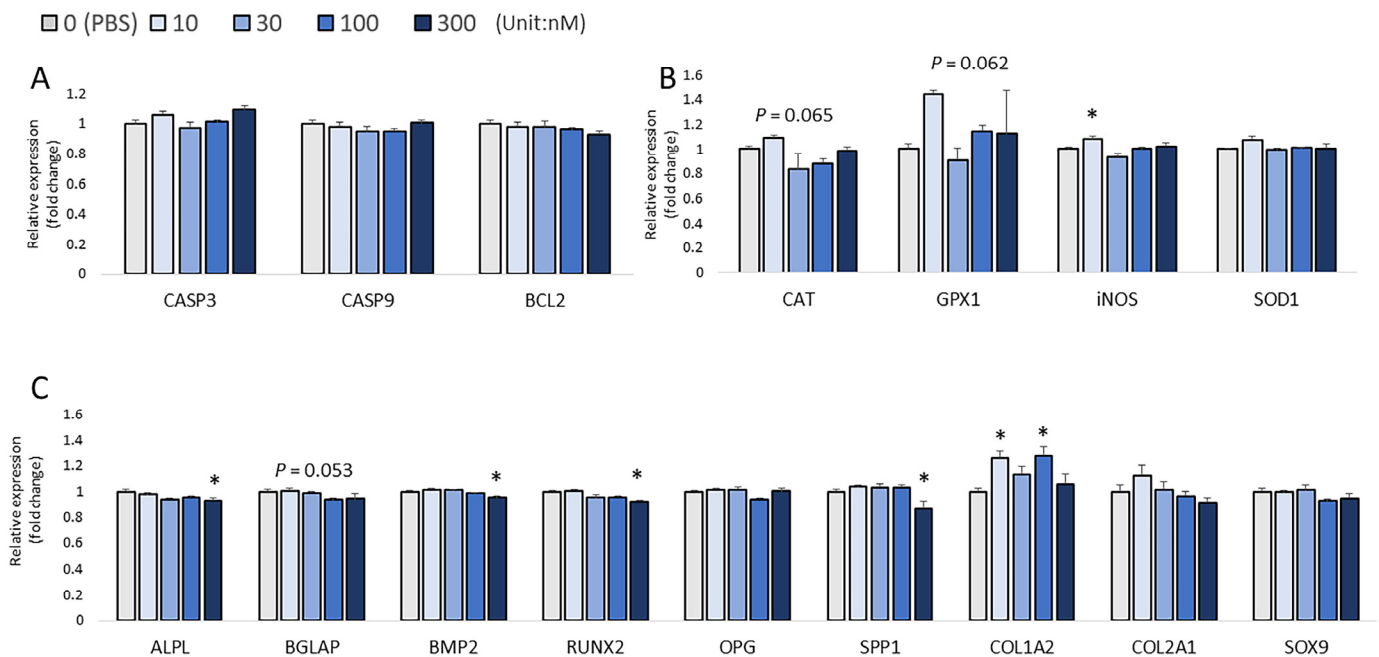 0 (PBS) 10 30 100 300 (Unit:nM)
A
Relative expression
(fold change)
1.2
1
0.8
0.6
0.4
0.2
0
CASP3 CASP9 BCL2
B
Relative expression
(fold change)
1.6
1.4
1.2
1
0.8
0.6
0.4
0.2
0
P = 0.065
P = 0.062
*
CAT GPX1 iNOS SOD1
C
Relative expression
(fold change)
1.6
1.4
1.2
1
0.8
0.6
0.4
0.2
0
*
P = 0.053
*
*
*
* *
ALPL BGLAP BMP2 RUNX2 OPG SPP1 COL1A2 COL2A1 SOX9